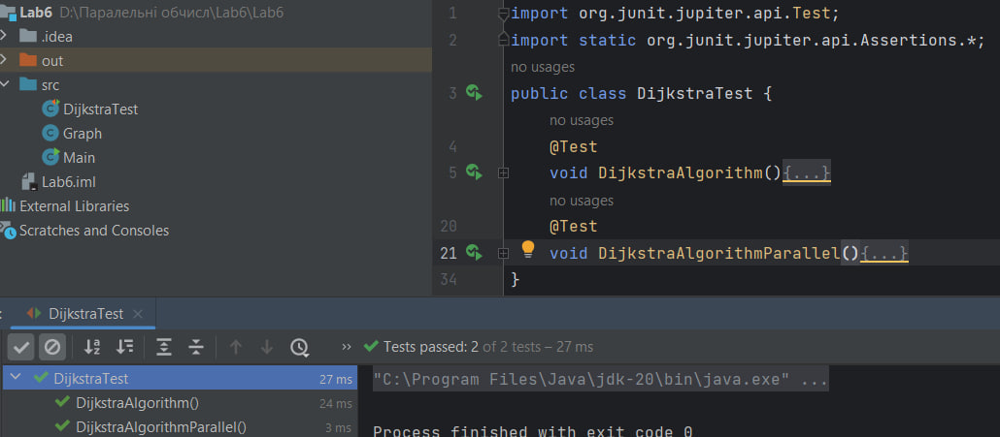 Lab6 D:\Паралельні обчисл\Lab6\Lab6
.idea
out
src
DijkstraTest
Graph
Main
Lab6.iml
External Libraries
Scratches and Consoles
1 import org.junit.jupiter.api.Test;
2 import static org.junit.jupiter.api.Assertions.*;
no usages
3 public class DijkstraTest {
no usages
4 @Test
5 void DijkstraAlgorithm(){...}
no usages
20 @Test
21 void DijkstraAlgorithmParallel(){...}
34 }
: DijkstraTest ×
» Tests passed: 2 of 2 tests – 27 ms
DijkstraTest 27 ms
DijkstraAlgorithm() 24 ms
DijkstraAlgorithmParallel() 3 ms
"C:\Program Files\Java\jdk-20\bin\java.exe" ...
Process finished with exit code 0